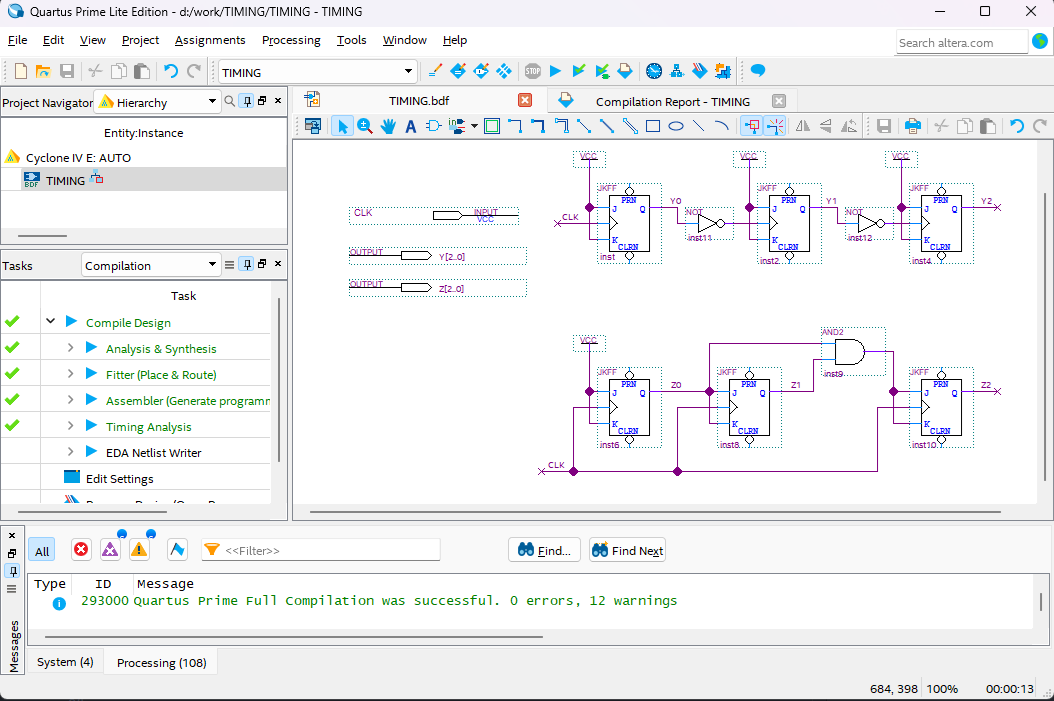 Quartus Prime Lite Edition - d:/work/TIMING/TIMING - TIMING
File Edit View Project Assignments Processing Tools Window Help
Search altera.com
TIMING
STOP
Project Navigator Hierarchy
TIMING.bdf
Compilation Report - TIMING
Entity:Instance
Cyclone IV E: AUTO
BDF TIMING
Tasks Compilation
Task
Compile Design
Analysis & Synthesis
Fitter (Place & Route)
Assembler (Generate programm
Timing Analysis
EDA Netlist Writer
Edit Settings
VCC VCC VCC
JKFF JKFF JKFF
PRN PRN PRN
CLK INPUT
VCC
J Q Y0 NOT J Q Y1 NOT J Q Y2
CLK
K K K
CLRN CLRN CLRN
inst inst11 inst2 inst12 inst4
OUTPUT Y[2..0]
OUTPUT Z[2..0]
VCC AND2
inst9
JKFF JKFF JKFF
PRN PRN PRN
J Q Z0 J Q Z1 J Q Z2
K K K
CLRN CLRN CLRN
inst6 inst8 inst10
CLK
All <<Filter>> Find... Find Next
Type ID Message
293000 Quartus Prime Full Compilation was successful. 0 errors, 12 warnings
Messages
System (4) Processing (108)
684, 398 100% 00:00:13